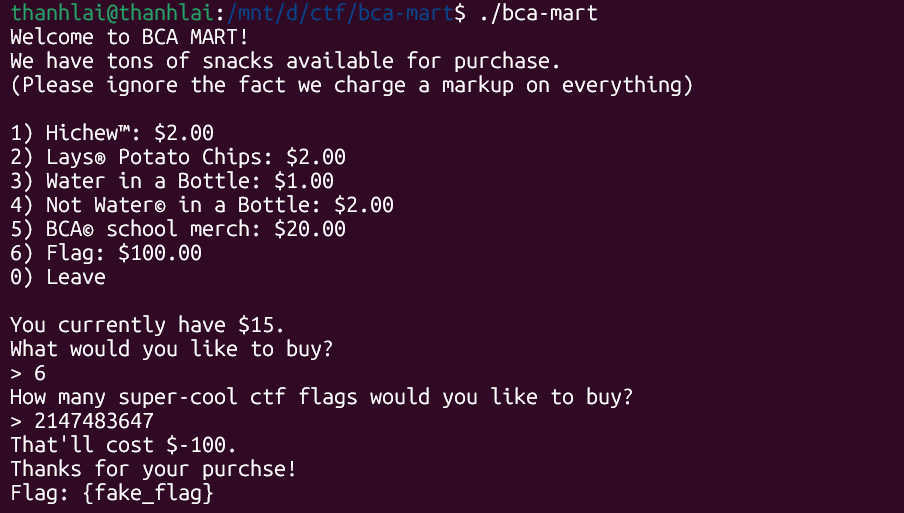 thanhlai@thanhlai:/mnt/d/ctf/bca-mart$ ./bca-mart
Welcome to BCA MART!
We have tons of snacks available for purchase.
(Please ignore the fact we charge a markup on everything)
1) Hichew™: $2.00
2) Lays® Potato Chips: $2.00
3) Water in a Bottle: $1.00
4) Not Water© in a Bottle: $2.00
5) BCA© school merch: $20.00
6) Flag: $100.00
0) Leave
You currently have $15.
What would you like to buy?
> 6
How many super-cool ctf flags would you like to buy?
> 2147483647
That'll cost $-100.
Thanks for your purchse!
Flag: {fake_flag}